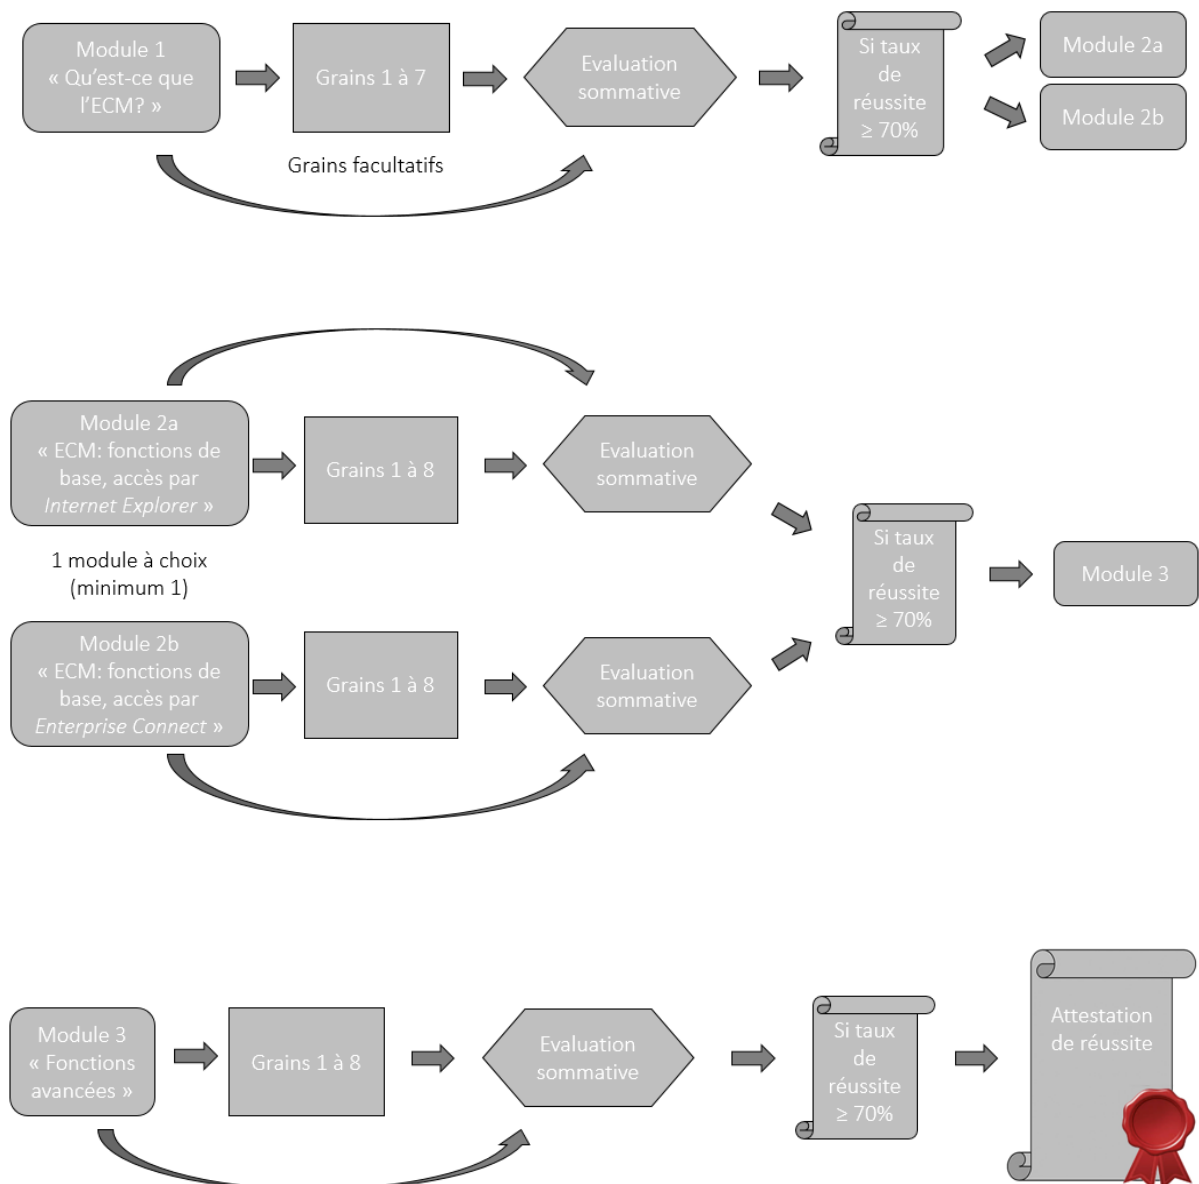 Module 1
« Qu'est-ce que
l'ECM? »
Grains 1 à 7
Evaluation
sommative
Si taux
de
réussite
≥ 70%
Module 2a
Module 2b
Grains facultatifs
Module 2a
« ECM: fonctions de
base, accès par
Internet Explorer »
Grains 1 à 8
Evaluation
sommative
1 module à choix
(minimum 1)
Module 2b
« ECM: fonctions de
base, accès par
Enterprise Connect »
Grains 1 à 8
Evaluation
sommative
Si taux
de
réussite
≥ 70%
Module 3
Module 3
« Fonctions
avancées »
Grains 1 à 8
Evaluation
sommative
Si taux
de
réussite
≥ 70%
Attestation
de réussite